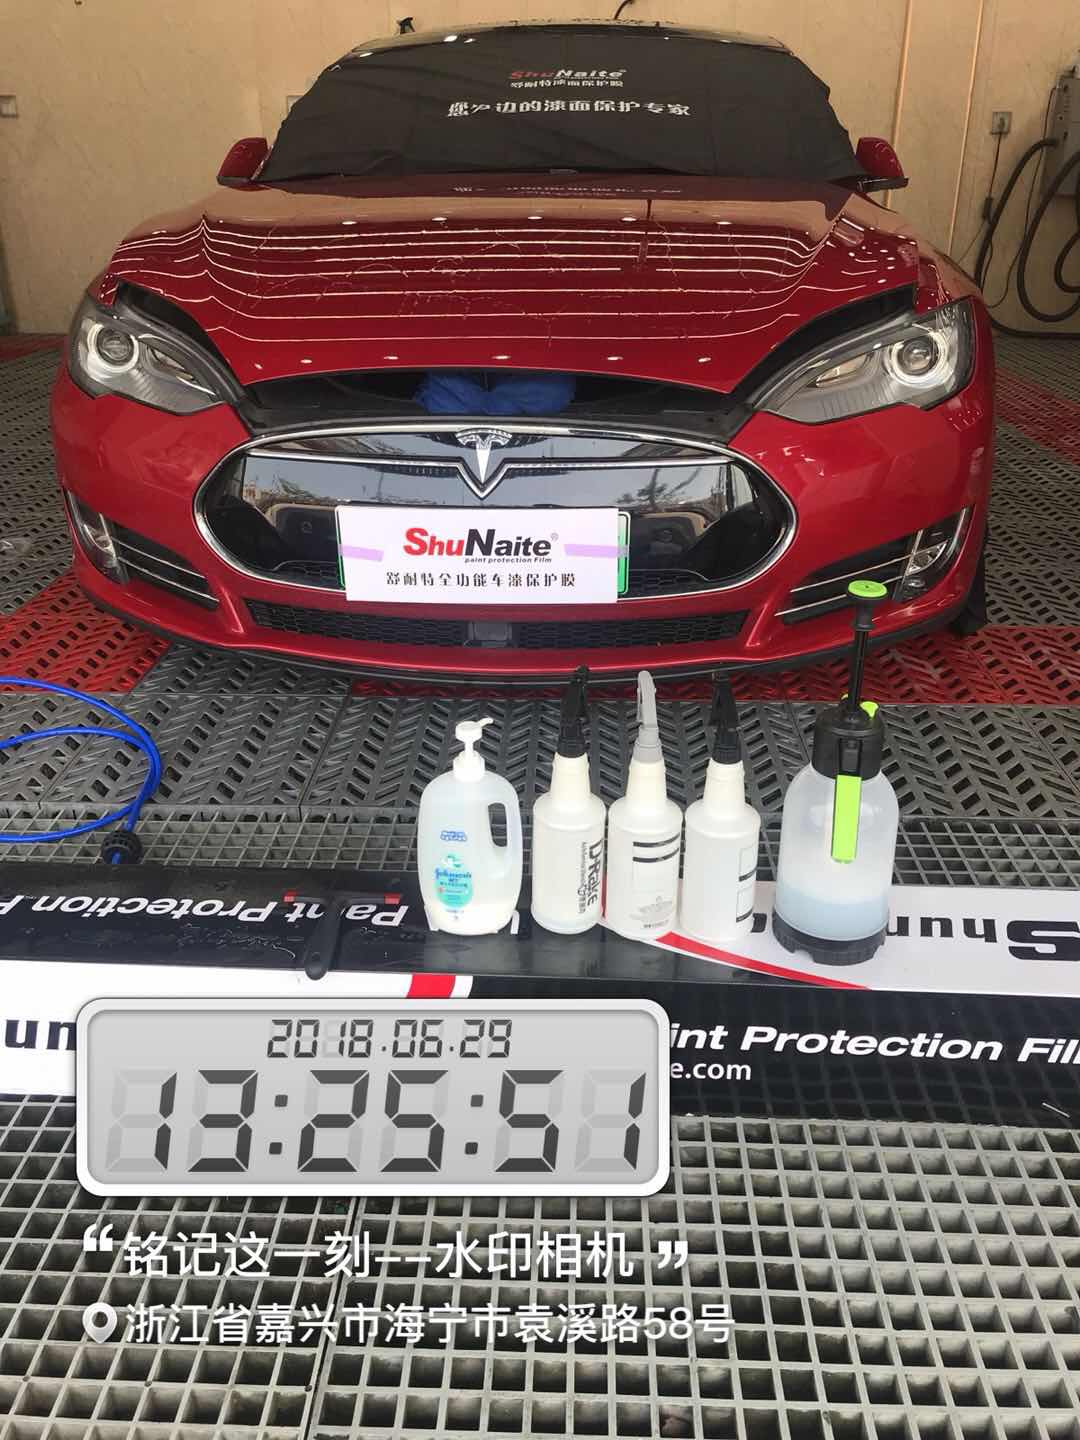 ShuNaite®
舒耐特漆面保护膜
您身边的漆面保护专家
ShuNaite®
paint protection Film
舒耐特全功能车漆保护膜
Johnson's
D-Rake
Paint Protection
Shun
int Protection Fil
e.com
2018.06.29
13:25:51
“铭记这一刻--水印相机”
浙江省嘉兴市海宁市袁溪路58号